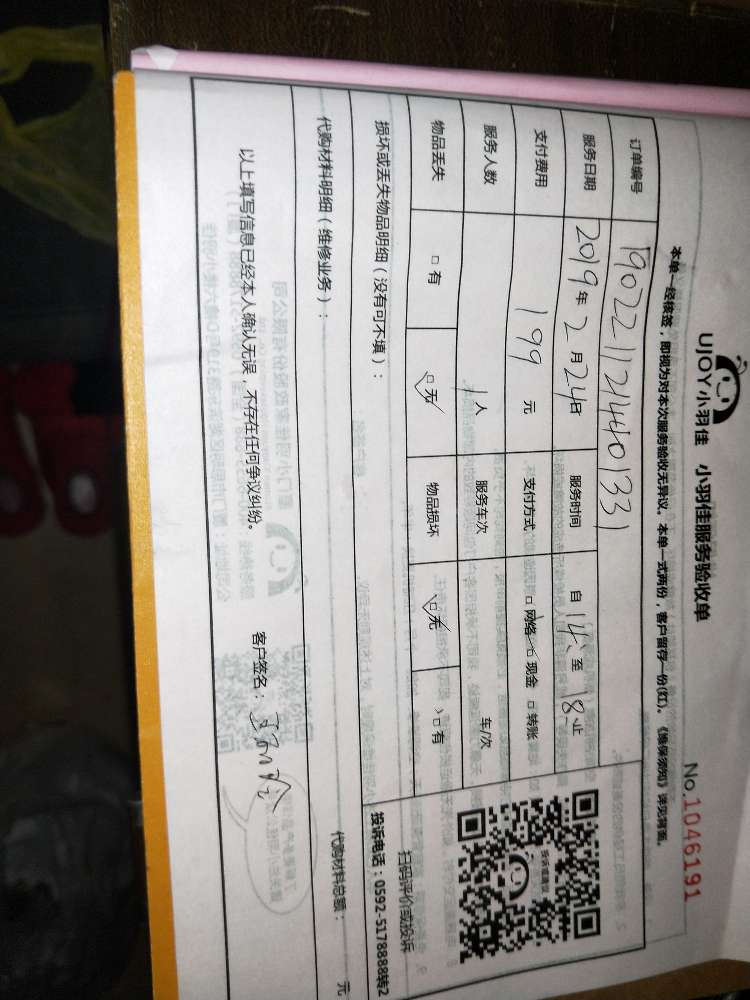 UJOY小羽佳 小羽佳服务验收单
No.1046191
本单一经核签，即视为对本次服务验收无异议。本单一式两份，客户留存一份(红)。《维保须知》详见背面。
订单编号 1902211214401331
服务日期 2019年2月24日 服务时间 自14:至18止
支付费用 199元 支付方式 □网络 □现金 □转账
服务人数 1人 服务车次 车/次
物品丢失 □有 □无 物品损坏 □无 □有
扫码评价或投诉
投诉电话：0592-5178888转2
损坏或丢失物品明细（没有可不填）：
代购材料明细（维修业务）：
代购材料总额： 元
以上填写信息已经本人确认无误，不存在任何争议纠纷。
客户签名：